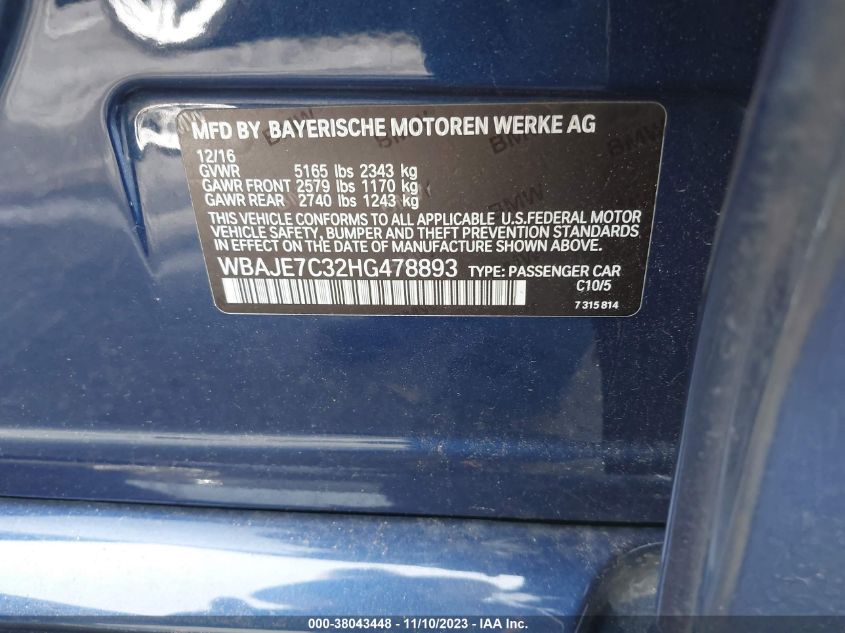 MFD BY BAYERISCHE MOTOREN WERKE AG
12/16
GVWR 5165 lbs 2343 kg
GAWR FRONT 2579 lbs 1170 kg
GAWR REAR 2740 lbs 1243 kg
THIS VEHICLE CONFORMS TO ALL APPLICABLE U.S.FEDERAL MOTOR
VEHICLE SAFETY, BUMPER AND THEFT PREVENTION STANDARDS
IN EFFECT ON THE DATE OF MANUFACTURE SHOWN ABOVE.
WBAJE7C32HG478893 TYPE: PASSENGER CAR
C10/5
7 315 814
000-38043448 - 11/10/2023 - IAA Inc.